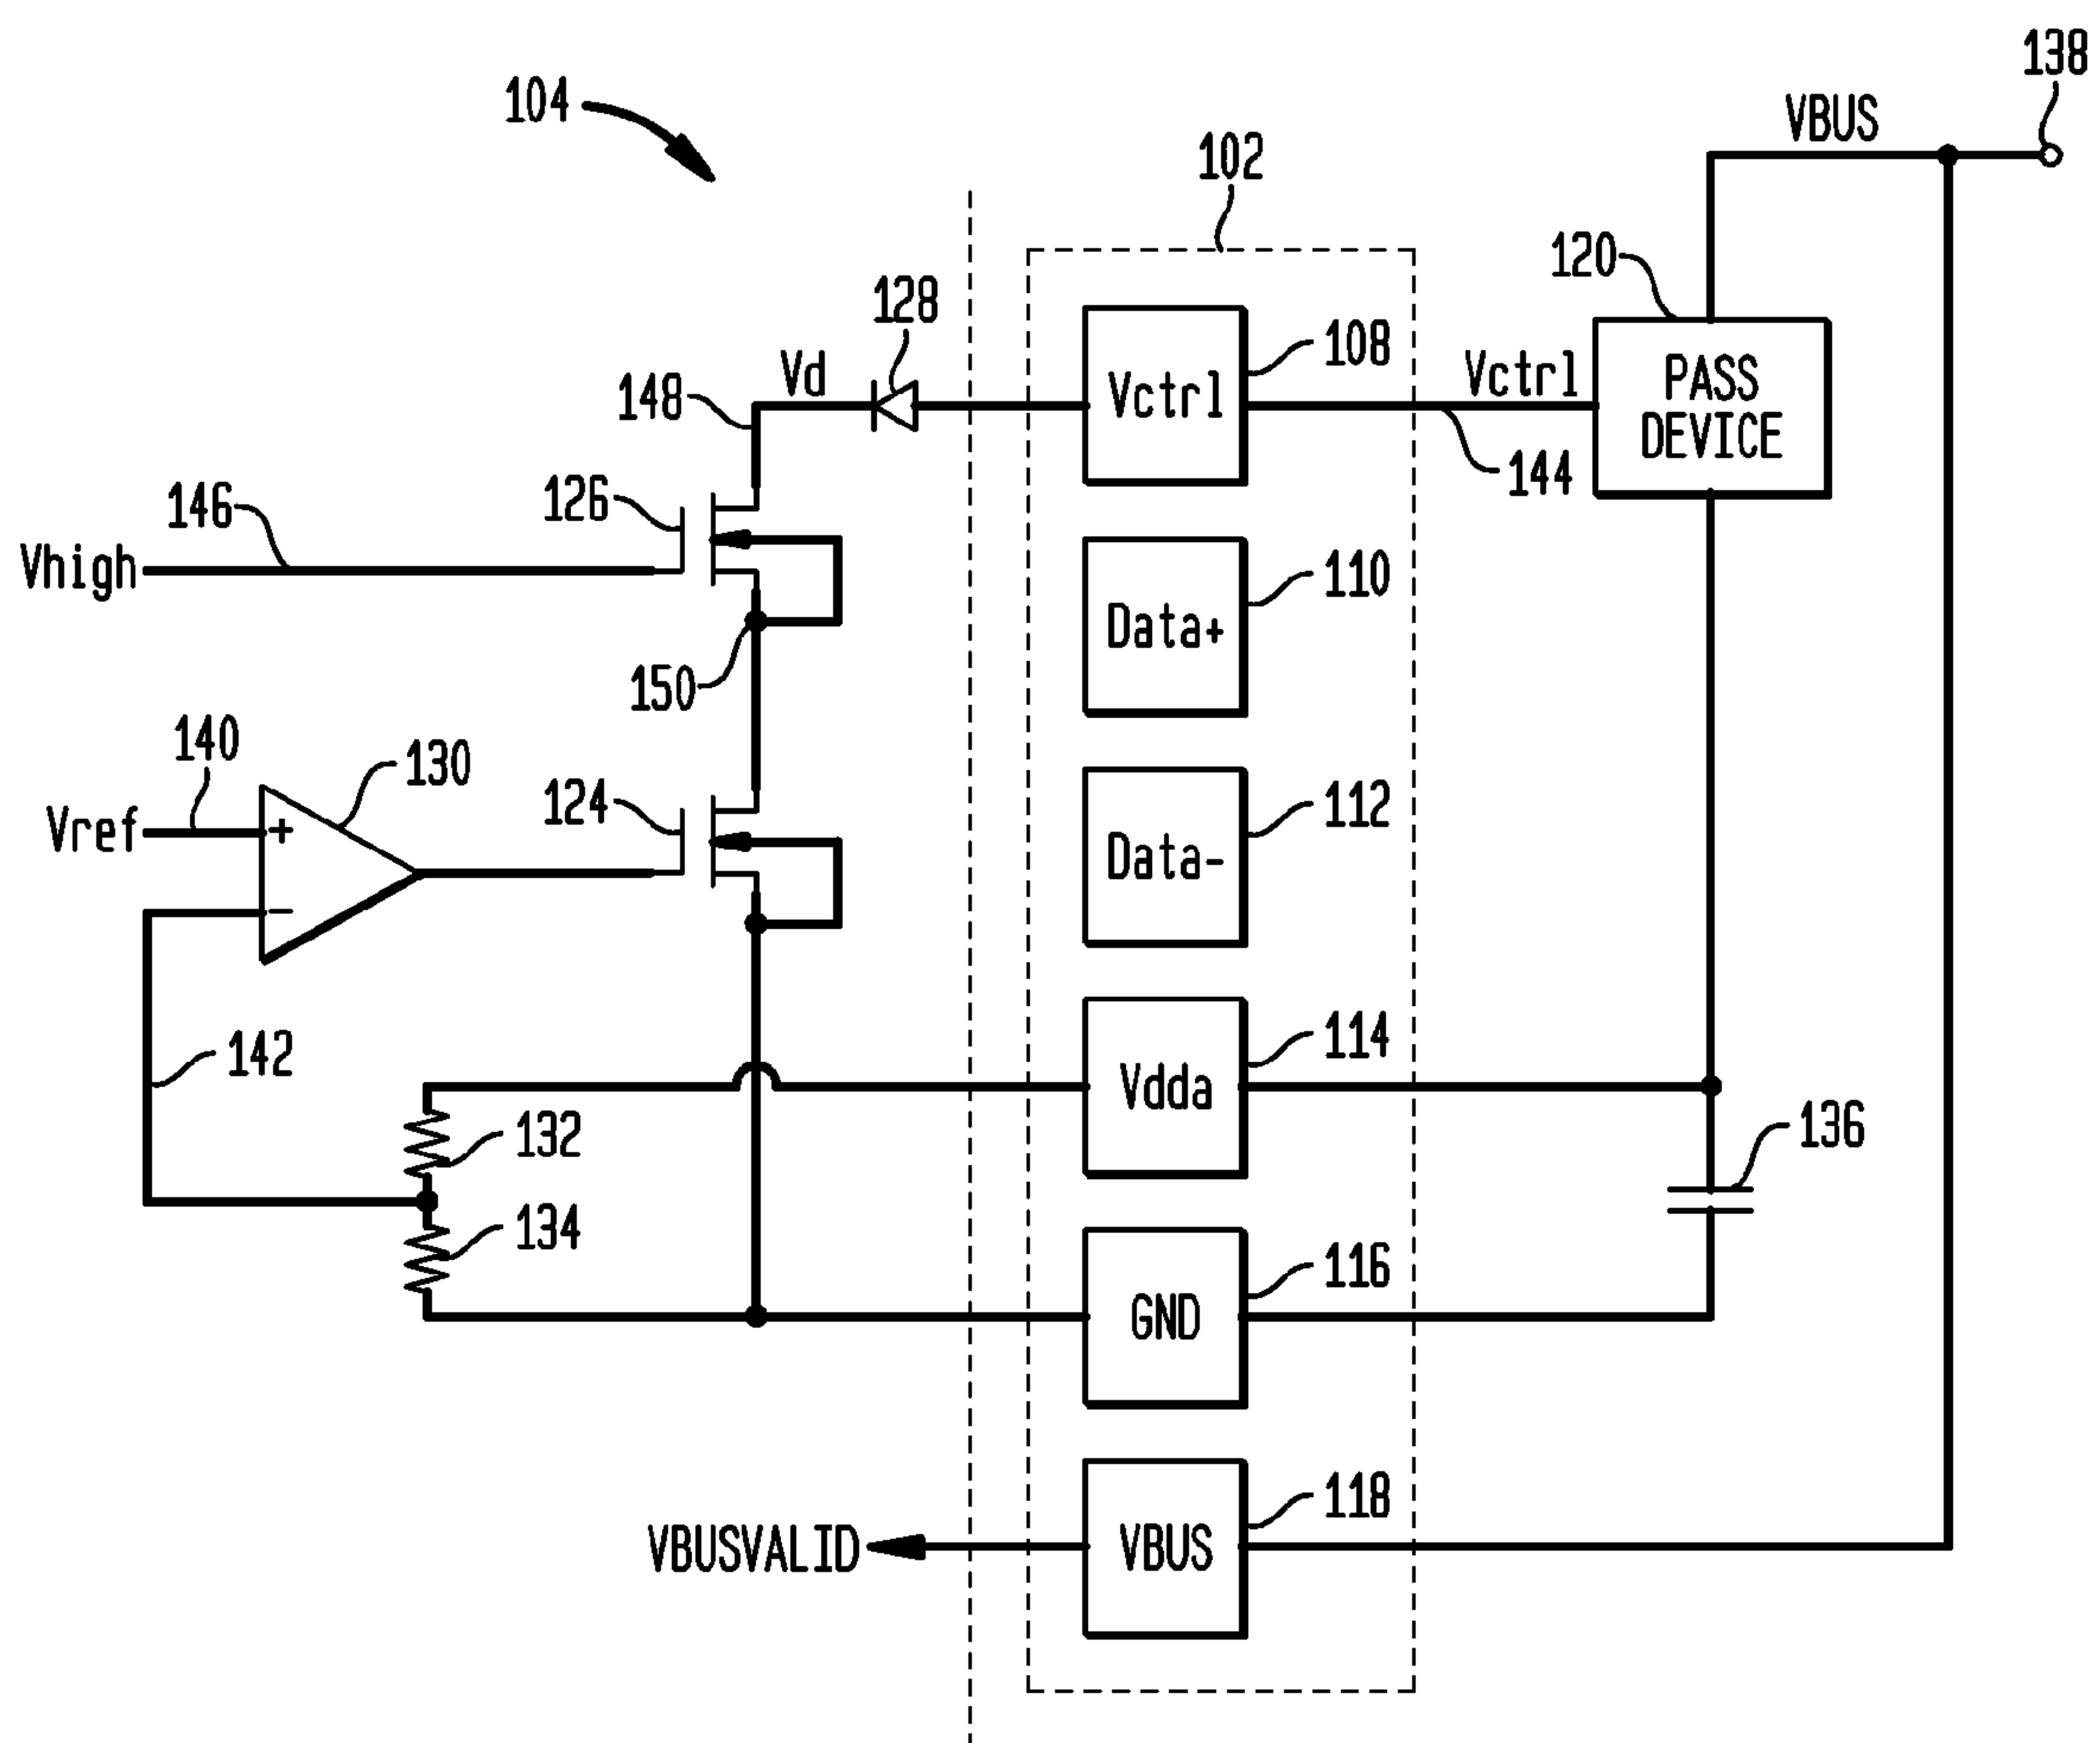 138
104
VBUS
102
120
128
108
Vctrl
PASS
DEVICE
Vd
148
Vctrl
144
146
126
110
Vhigh
Data+
150
140
130
124
112
Vref
+
Data-
-
142
114
Vdda
132
136
134
116
GND
118
VBUSVALID
VBUS